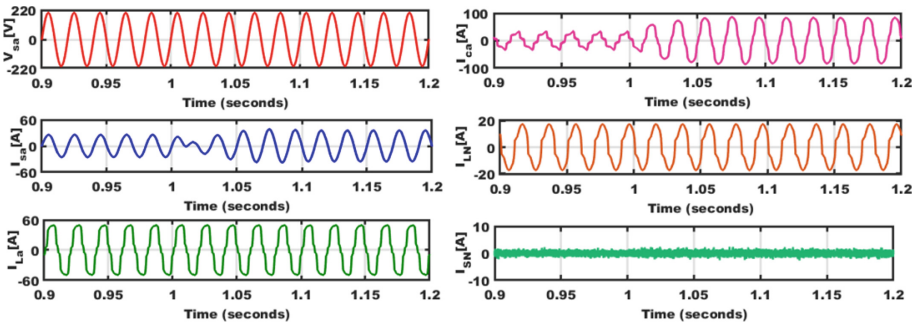 220
V_sa[V]
0
-220
0.9 0.95 1 1.05 1.1 1.15 1.2
Time (seconds)
60
I_sa[A]
0
-60
0.9 0.95 1 1.05 1.1 1.15 1.2
Time (seconds)
60
I_La[A]
0
-60
0.9 0.95 1 1.05 1.1 1.15 1.2
Time (seconds)
100
I_ca[A]
0
-100
0.9 0.95 1 1.05 1.1 1.15 1.2
Time (seconds)
20
I_LN[A]
0
-20
0.9 0.95 1 1.05 1.1 1.15 1.2
Time (seconds)
10
I_SN[A]
0
-10
0.9 0.95 1 1.05 1.1 1.15 1.2
Time (seconds)